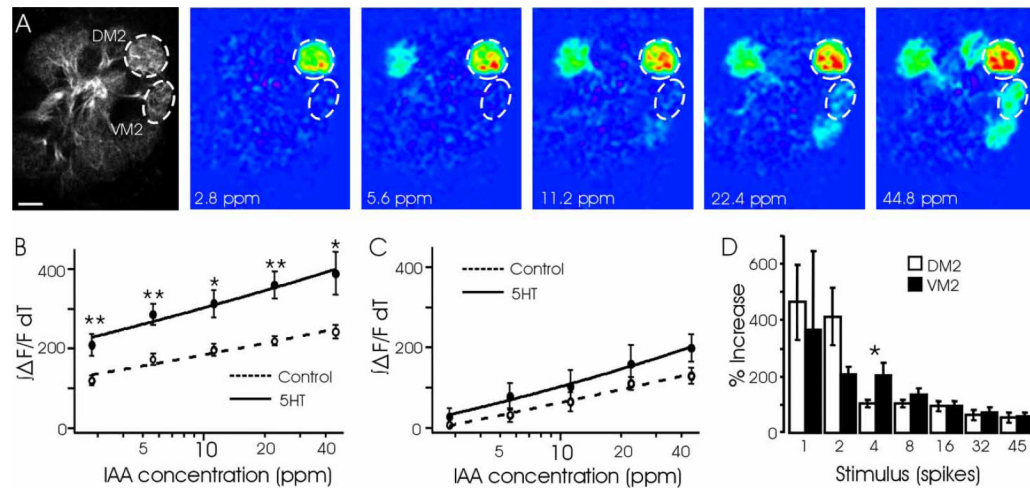 A
DM2
VM2
2.8 ppm
5.6 ppm
11.2 ppm
22.4 ppm
44.8 ppm
B
∫ΔF/F dT
400
200
0
**
**
*
**
*
Control
5HT
5 10 20 40
IAA concentration (ppm)
C
∫ΔF/F dT
400
200
0
Control
5HT
5 10 20 40
IAA concentration (ppm)
D
% Increase
600
400
200
0
DM2
VM2
*
1 2 4 8 16 32 45
Stimulus (spikes)